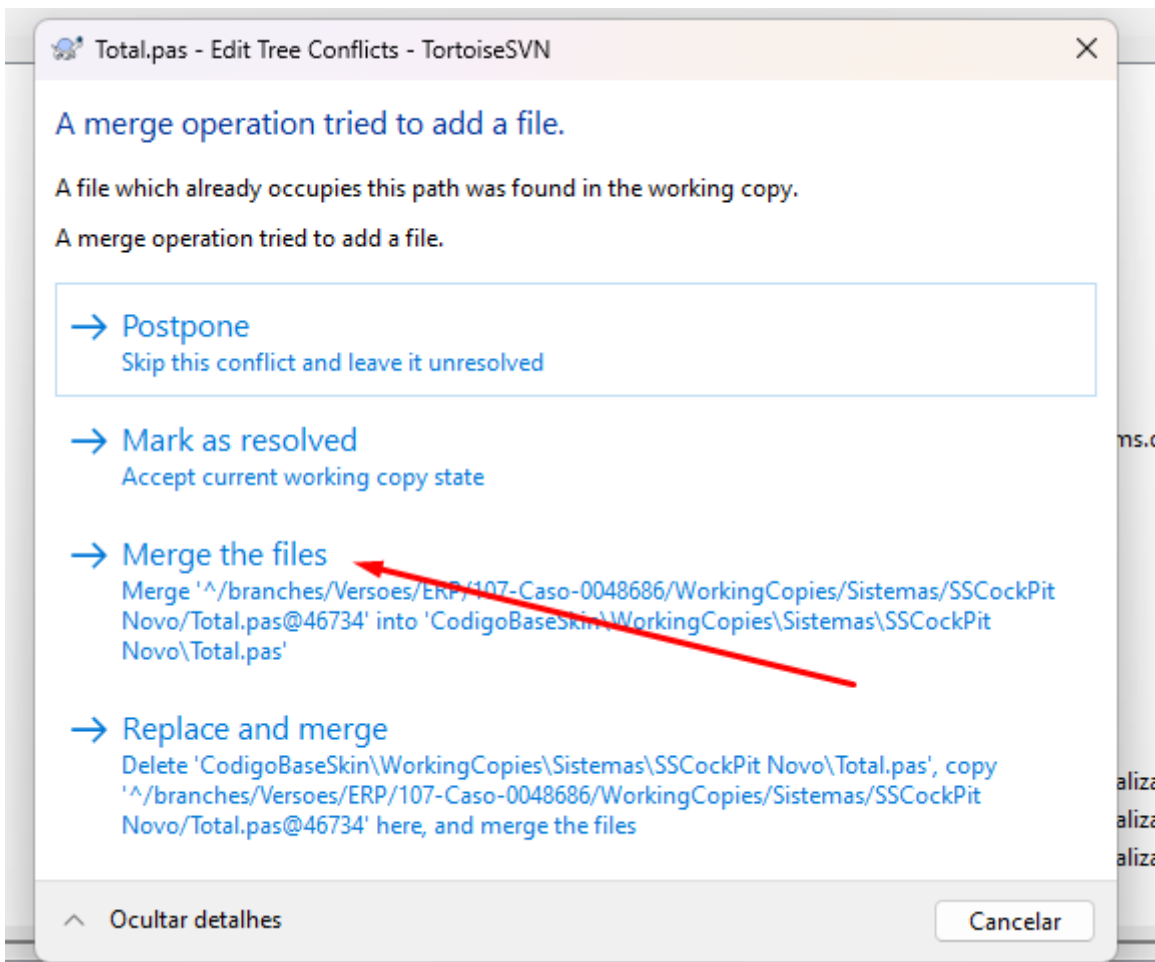 Total.pas - Edit Tree Conflicts - TortoiseSVN
A merge operation tried to add a file.
A file which already occupies this path was found in the working copy.
A merge operation tried to add a file.
Postpone
Skip this conflict and leave it unresolved
Mark as resolved
Accept current working copy state
ms.
Merge the files
Merge '^/branches/Versoes/ERP/107-Caso-0048686/WorkingCopies/Sistemas/SSCockPit
Novo/Total.pas@46734' into 'CodigoBaseSkin\WorkingCopies\Sistemas\SSCockPit
Novo\Total.pas'
Replace and merge
Delete 'CodigoBaseSkin\WorkingCopies\Sistemas\SSCockPit Novo\Total.pas', copy
'^/branches/Versoes/ERP/107-Caso-0048686/WorkingCopies/Sistemas/SSCockPit
Novo/Total.pas@46734' here, and merge the files
aliza
aliza
aliza
Ocultar detalhes
Cancelar